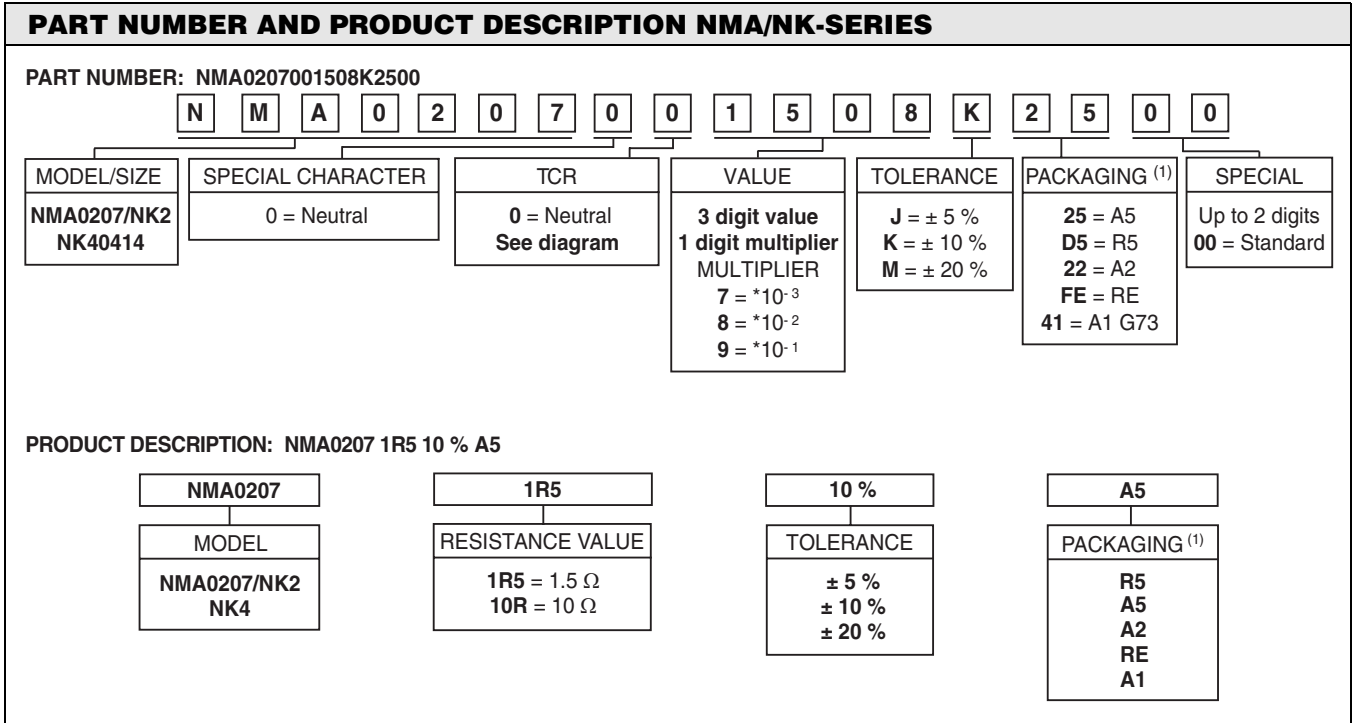 PART NUMBER AND PRODUCT DESCRIPTION NMA/NK-SERIES
PART NUMBER: NMA0207001508K2500
N M A 0 2 0 7 0 0 1 5 0 8 K 2 5 0 0
MODEL/SIZE
NMA0207/NK2
NK40414
SPECIAL CHARACTER
0 = Neutral
TCR
0 = Neutral
See diagram
VALUE
3 digit value
1 digit multiplier
MULTIPLIER
7 = *10- 3
8 = *10- 2
9 = *10- 1
TOLERANCE
J = ± 5 %
K = ± 10 %
M = ± 20 %
PACKAGING (1)
25 = A5
D5 = R5
22 = A2
FE = RE
41 = A1 G73
SPECIAL
Up to 2 digits
00 = Standard
PRODUCT DESCRIPTION: NMA0207 1R5 10 % A5
NMA0207
MODEL
NMA0207/NK2
NK4
1R5
RESISTANCE VALUE
1R5 = 1.5 Ω
10R = 10 Ω
10 %
TOLERANCE
± 5 %
± 10 %
± 20 %
A5
PACKAGING (1)
R5
A5
A2
RE
A1